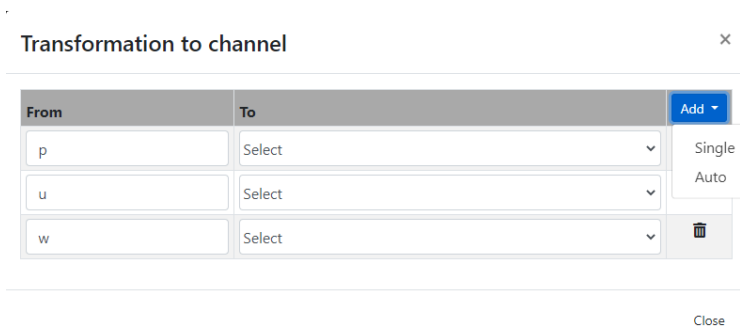 Transformation to channel ×
From To Add
p Select Single
Auto
u Select
w Select
Close